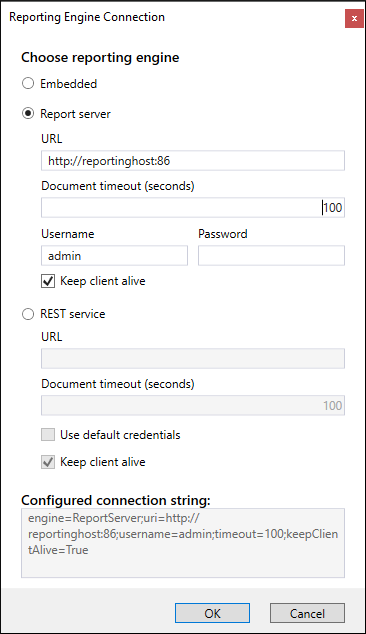 Reporting Engine Connection
x
Choose reporting engine
Embedded
Report server
URL
http://reportinghost:86
Document timeout (seconds)
100
Username Password
admin
Keep client alive
REST service
URL
Document timeout (seconds)
100
Use default credentials
Keep client alive
Configured connection string:
engine=ReportServer;uri=http://
reportinghost:86;username=admin;timeout=100;keepClien
tAlive=True
OK Cancel